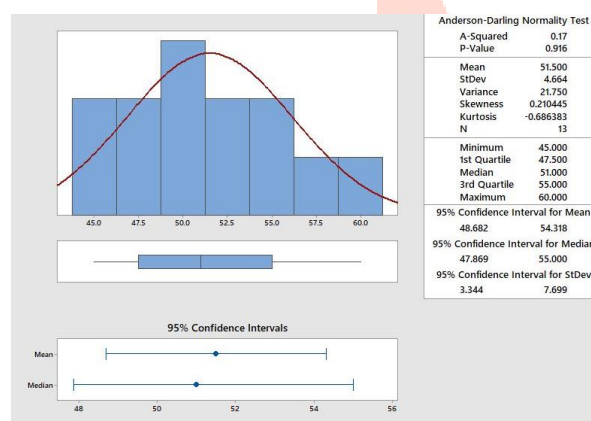 Anderson-Darling Normality Test
A-Squared 0.17
P-Value 0.916
Mean 51.500
StDev 4.664
Variance 21.750
Skewness 0.210445
Kurtosis -0.686383
N 13
Minimum 45.000
1st Quartile 47.500
Median 51.000
3rd Quartile 55.000
Maximum 60.000
95% Confidence Interval for Mean
48.682 54.318
95% Confidence Interval for Median
47.869 55.000
95% Confidence Interval for StDev
3.344 7.699
45.0 47.5 50.0 52.5 55.0 57.5 60.0
95% Confidence Intervals
Mean
Median
48 50 52 54 56